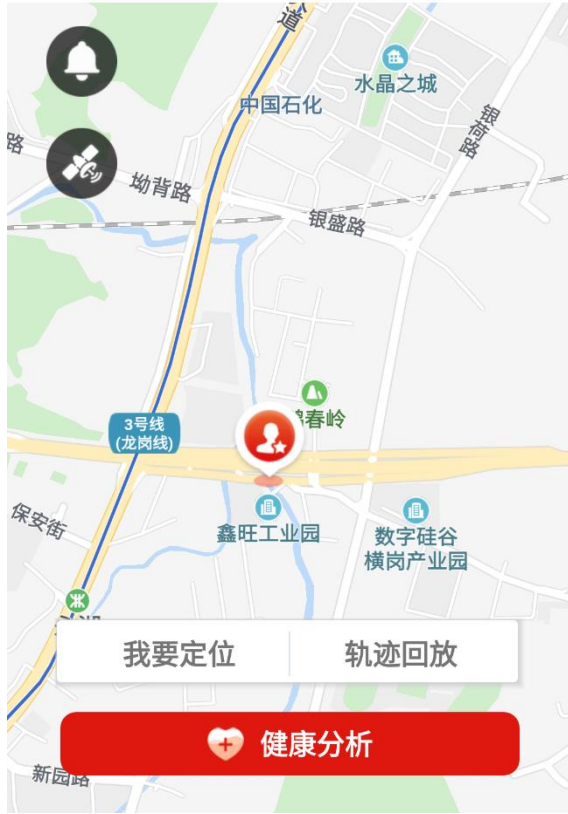 道
水晶之城
中国石化
银荷路
路
坳背路
银盛路
春岭
3号线
(龙岗线)
保安街
鑫旺工业园
数字硅谷
横岗产业园
我要定位
轨迹回放
健康分析
新园路